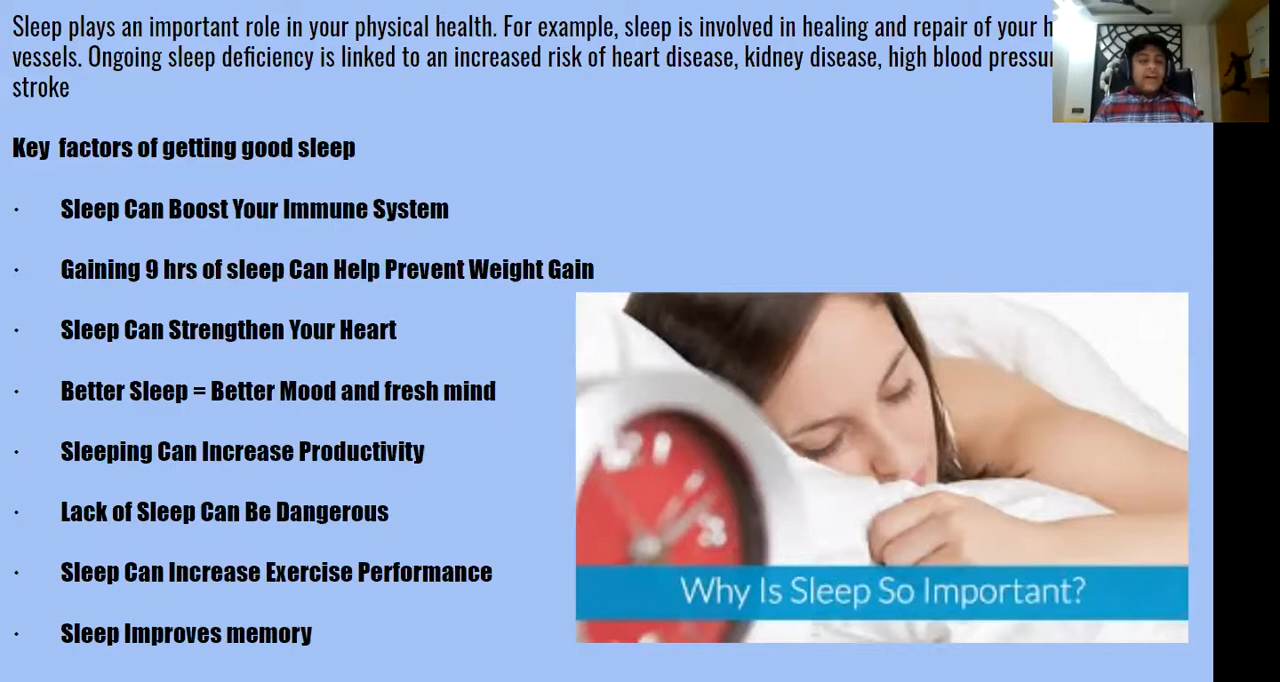 Sleep plays an important role in your physical health. For example, sleep is involved in healing and repair of your
vessels. Ongoing sleep deficiency is linked to an increased risk of heart disease, kidney disease, high blood
stroke
Key factors of getting good sleep
· Sleep Can Boost Your Immune System
· Gaining 9 hrs of sleep Can Help Prevent Weight Gain
· Sleep Can Strengthen Your Heart
· Better Sleep = Better Mood and fresh mind
· Sleeping Can Increase Productivity
· Lack of Sleep Can Be Dangerous
· Sleep Can Increase Exercise Performance
· Sleep Improves memory
12 1
3
Why Is Sleep So Important?